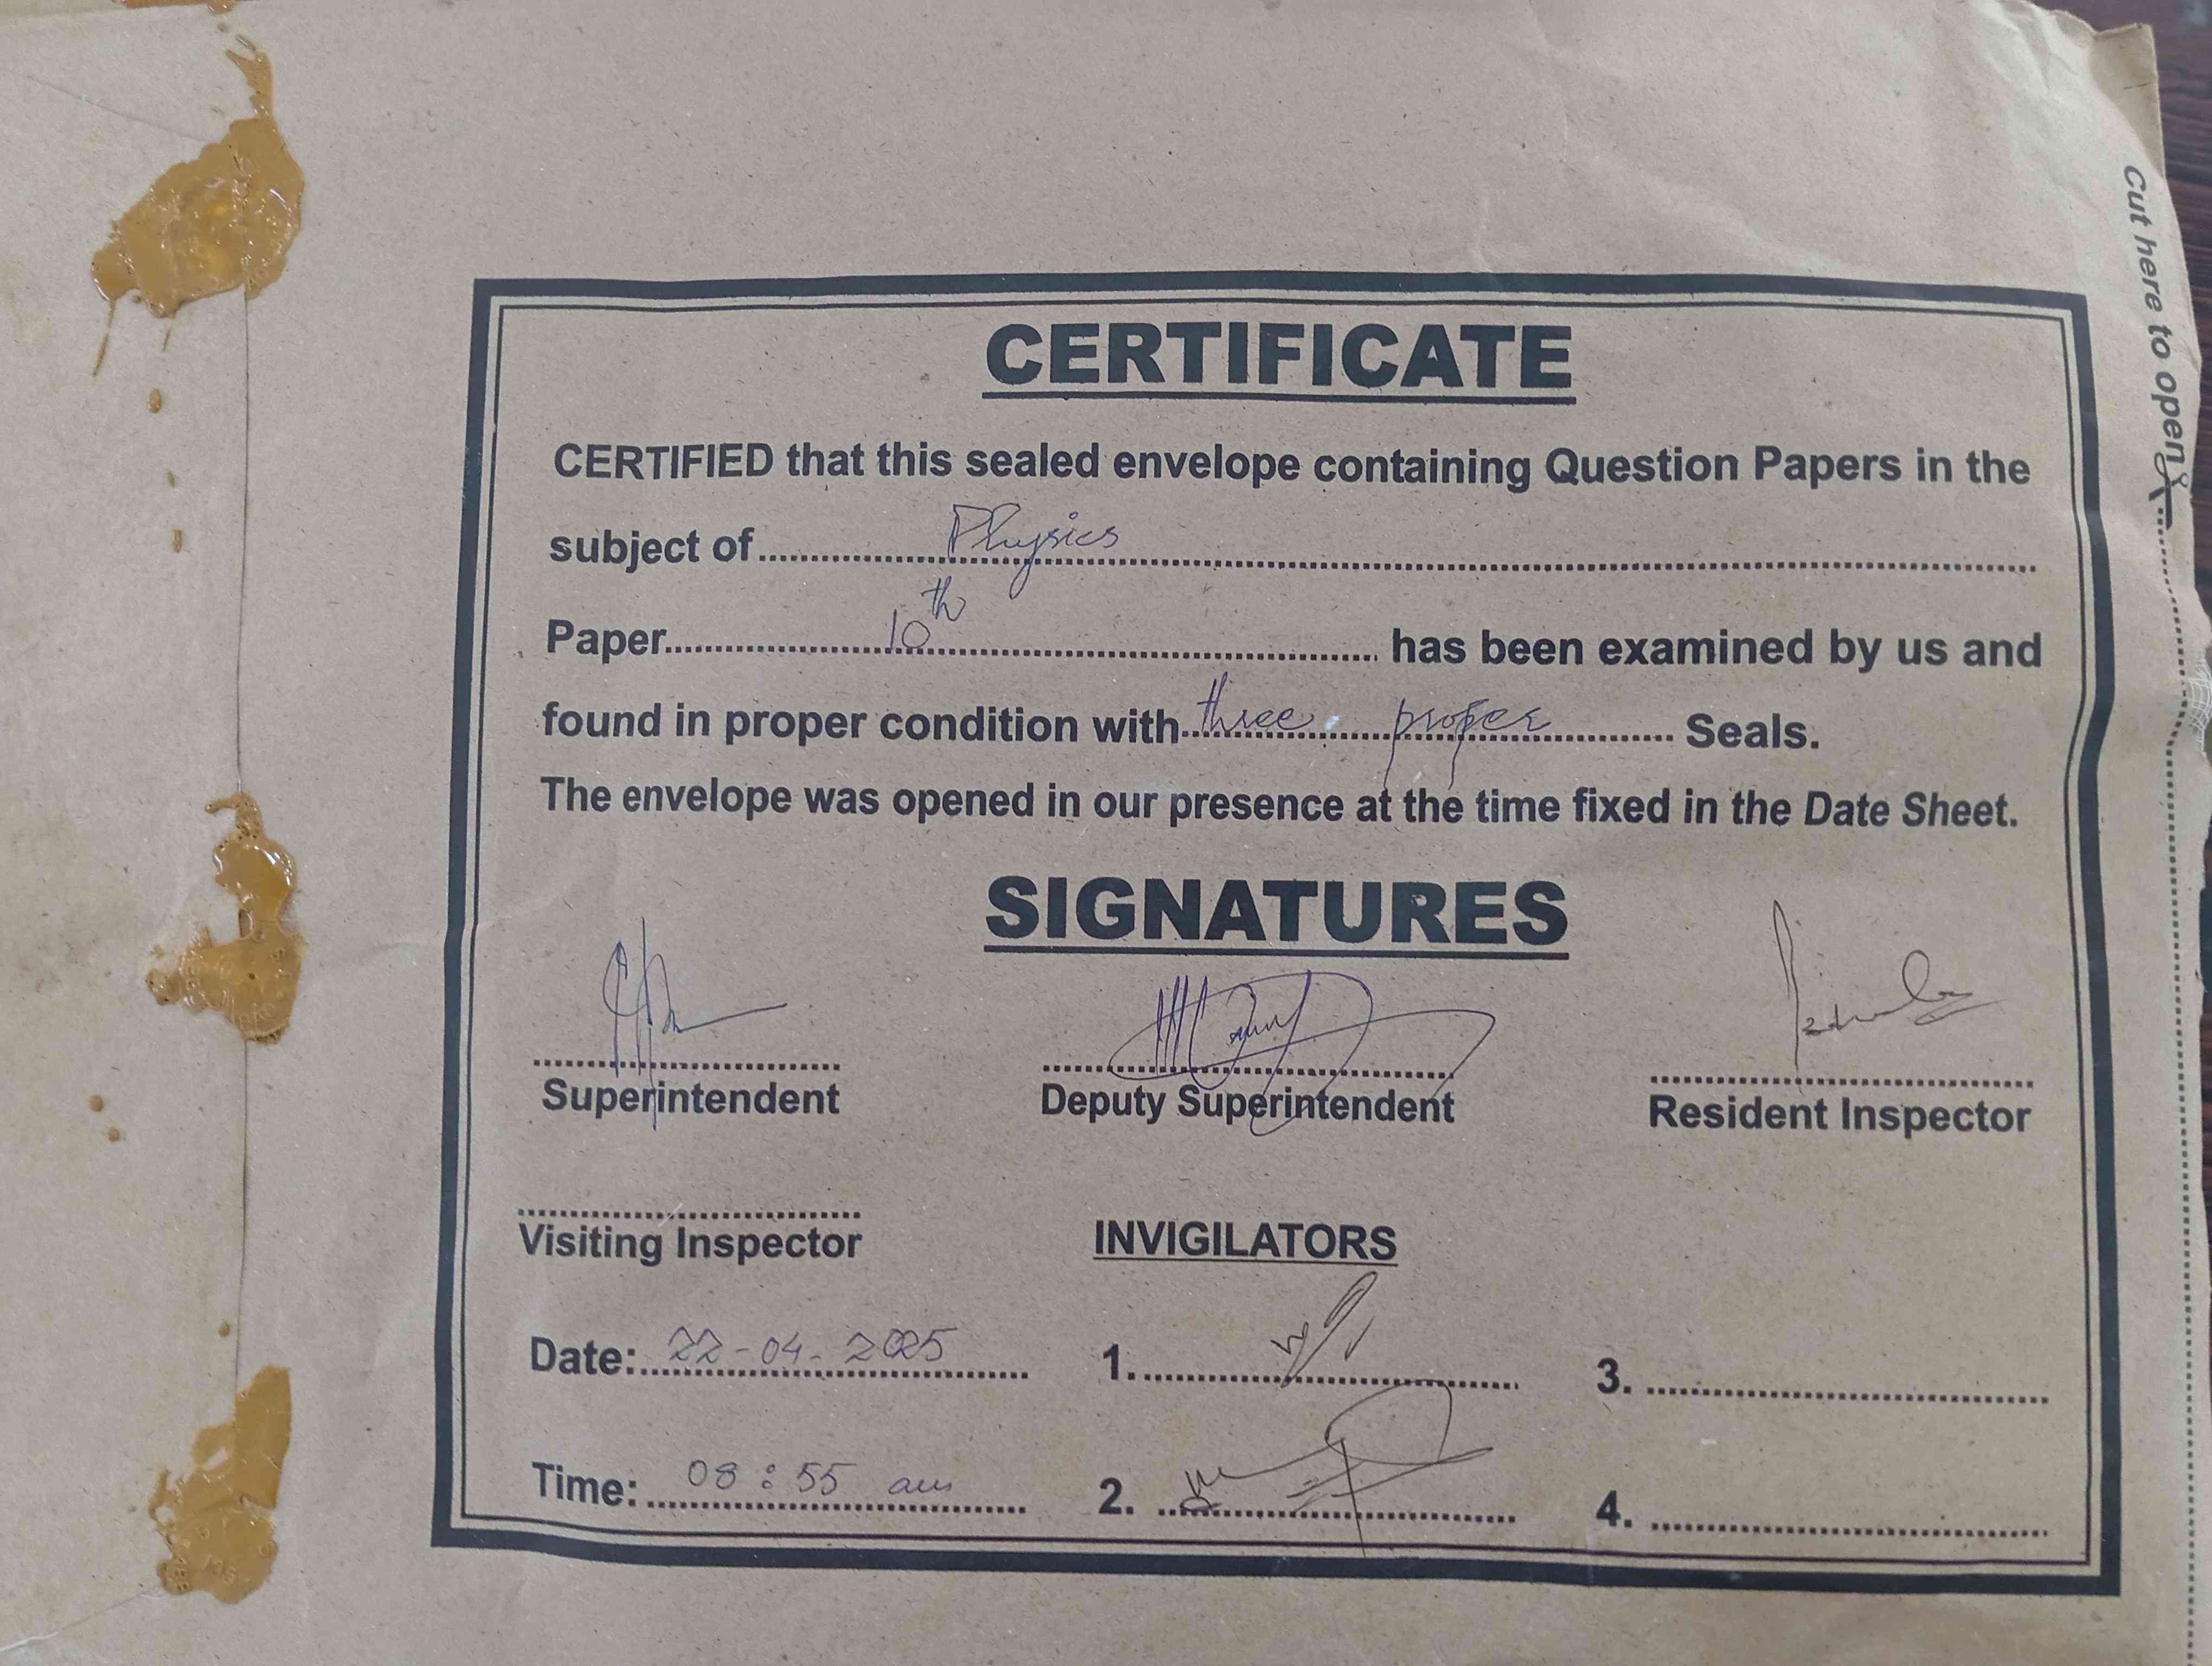 Cut here to open
CERTIFICATE
CERTIFIED that this sealed envelope containing Question Papers in the
subject of Physics
Paper 10th has been examined by us and
found in proper condition with three proper Seals.
The envelope was opened in our presence at the time fixed in the Date Sheet.
SIGNATURES
Superintendent Deputy Superintendent Resident Inspector
Visiting Inspector INVIGILATORS
Date: 22-04-2025 1. 3.
Time: 08:55 am 2. 4.